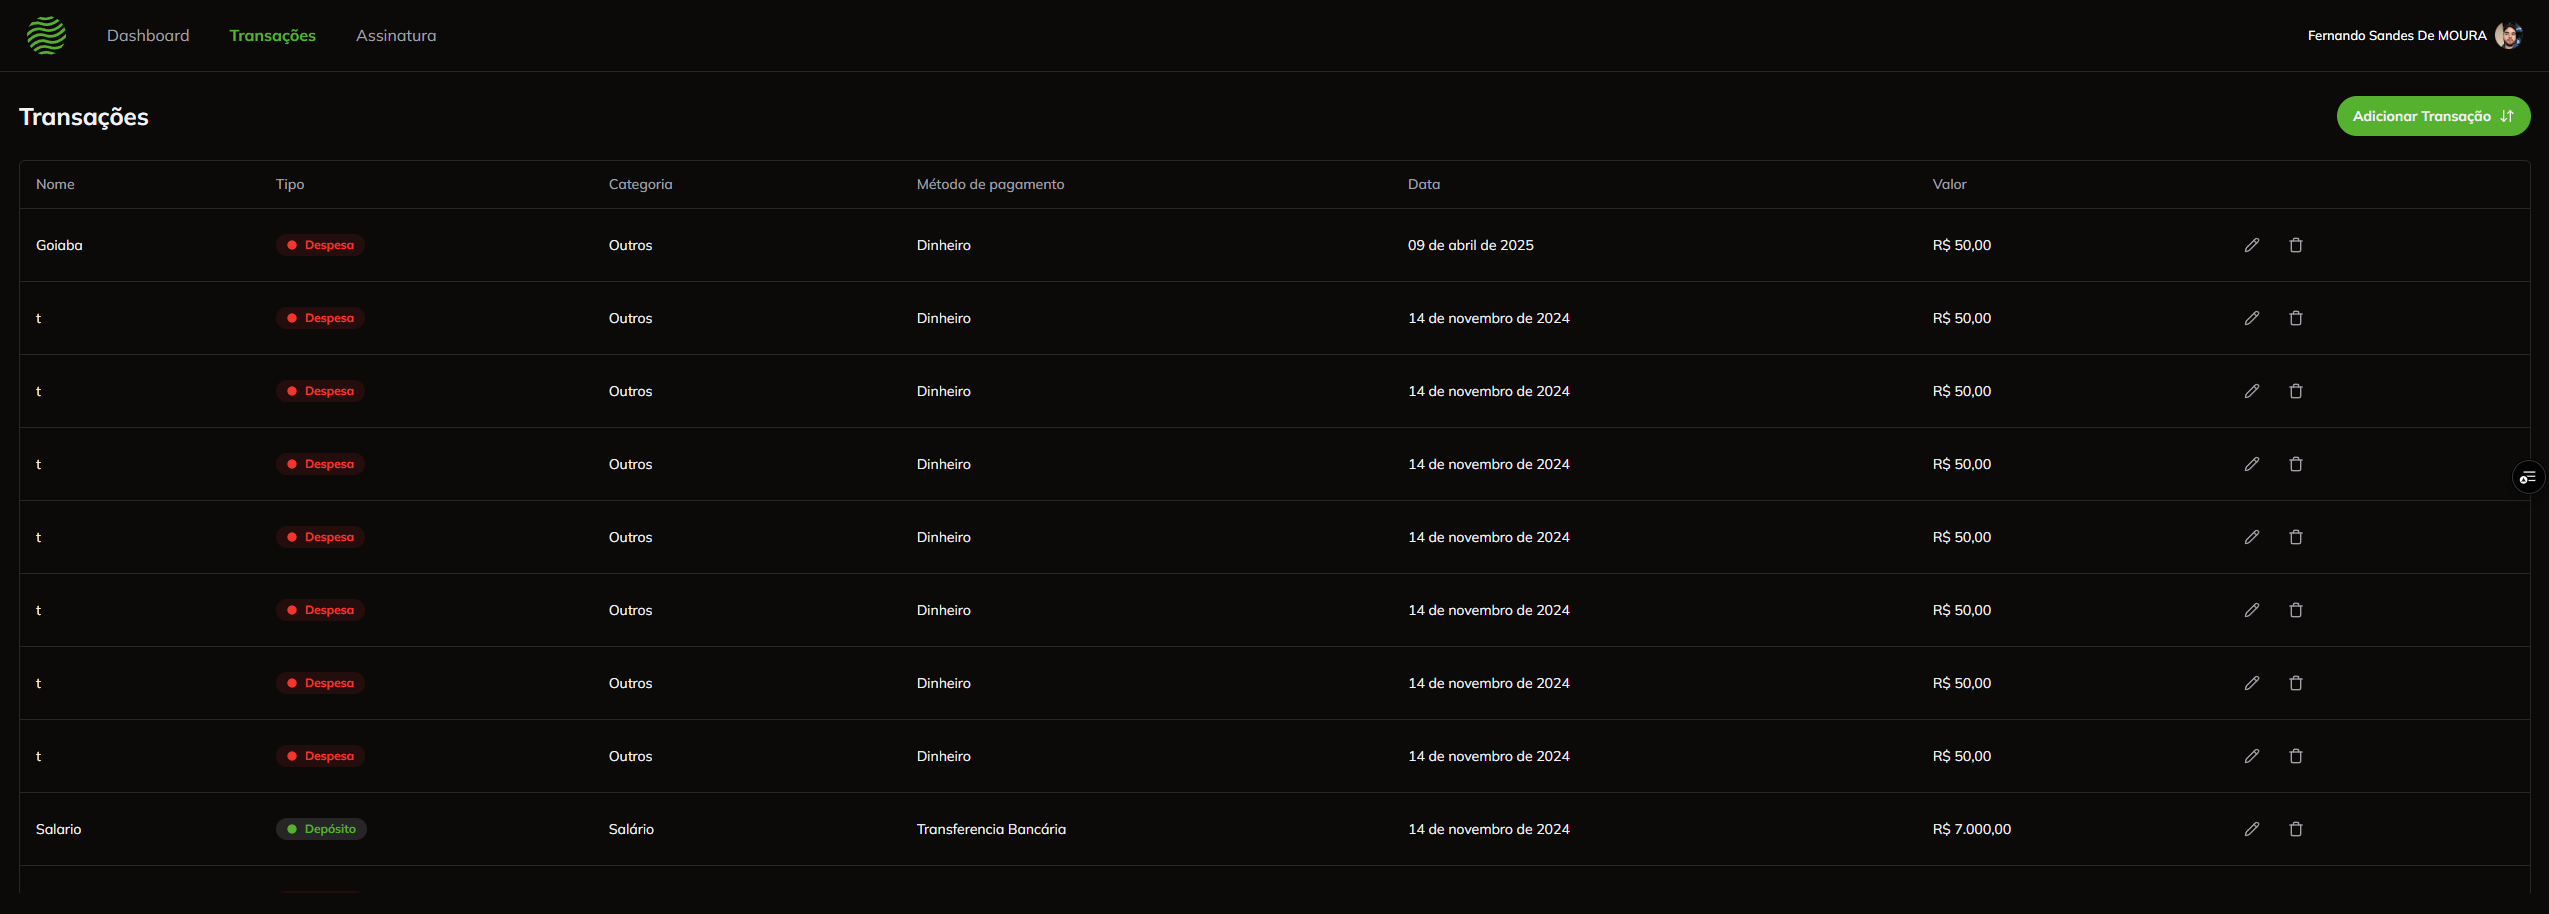 Dashboard Transações Assinatura Fernando Sandes De MOURA
Transações Adicionar Transação
Nome Tipo Categoria Método de pagamento Data Valor
Goiaba Despesa Outros Dinheiro 09 de abril de 2025 R$ 50,00
t Despesa Outros Dinheiro 14 de novembro de 2024 R$ 50,00
t Despesa Outros Dinheiro 14 de novembro de 2024 R$ 50,00
t Despesa Outros Dinheiro 14 de novembro de 2024 R$ 50,00
t Despesa Outros Dinheiro 14 de novembro de 2024 R$ 50,00
t Despesa Outros Dinheiro 14 de novembro de 2024 R$ 50,00
t Despesa Outros Dinheiro 14 de novembro de 2024 R$ 50,00
t Despesa Outros Dinheiro 14 de novembro de 2024 R$ 50,00
Salario Depósito Salário Transferencia Bancária 14 de novembro de 2024 R$ 7.000,00